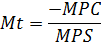 Mt = −MPC / MPS